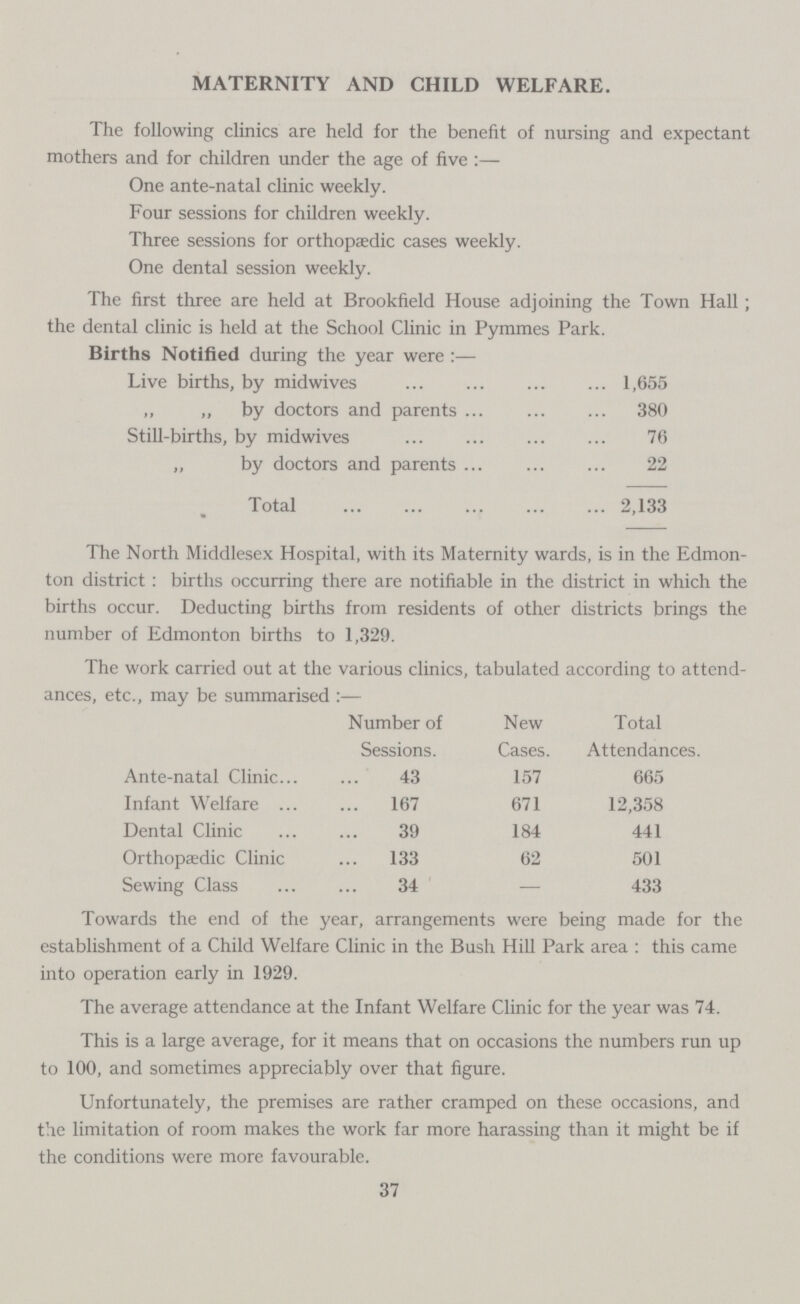 MATERNITY AND CHILD WELFARE.
The following clinics are held for the benefit of nursing and expectant
mothers and for children under the age of five :—
One ante-natal clinic weekly.
Four sessions for children weekly.
Three sessions for orthopædic cases weekly.
One dental session weekly.
The first three are held at Brookfield House adjoining the Town Hall ;
the dental clinic is held at the School Clinic in Pymmes Park.
Births Notified during the year were :—
Live births, by midwives ... ... ... ... 1,655
,, ,, by doctors and parents ... ... ... 380
Still-births, by midwives ... ... ... ... 76
,, by doctors and parents ... ... ... 22
Total ... ... ... ... ... 2,133
The North Middlesex Hospital, with its Maternity wards, is in the Edmon-
ton district : births occurring there are notifiable in the district in which the
births occur. Deducting births from residents of other districts brings the
number of Edmonton births to 1,329.
The work carried out at the various clinics, tabulated according to attend-
ances, etc., may be summarised :—
Number of New Total
Sessions. Cases. Attendances.
Ante-natal Clinic... ... 43 157 665
Infant Welfare ... ... 167 671 12,358
Dental Clinic ... ... 39 184 441
Orthopædic Clinic ... 133 62 501
Sewing Class ... ... 34 — 433
Towards the end of the year, arrangements were being made for the
establishment of a Child Welfare Clinic in the Bush Hill Park area : this came
into operation early in 1929.
The average attendance at the Infant Welfare Clinic for the year was 74.
This is a large average, for it means that on occasions the numbers run up
to 100, and sometimes appreciably over that figure.
Unfortunately, the premises are rather cramped on these occasions, and
the limitation of room makes the work far more harassing than it might be if
the conditions were more favourable.
37